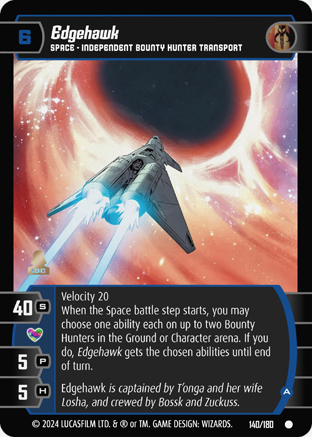 6
Edgehawk
SPACE - INDEPENDENT BOUNTY HUNTER TRANSPORT
40 S
5 P
5 H
Velocity 20
When the Space battle step starts, you may
choose one ability each on up to two Bounty
Hunters in the Ground or Character arena. If you
do, Edgehawk gets the chosen abilities until end
of turn.
Edgehawk is captained by T'onga and her wife
Losha, and crewed by Bossk and Zuckuss.
A
© 2024 LUCASFILM LTD. & ® or TM. GAME DESIGN: WIZARDS. 140/180